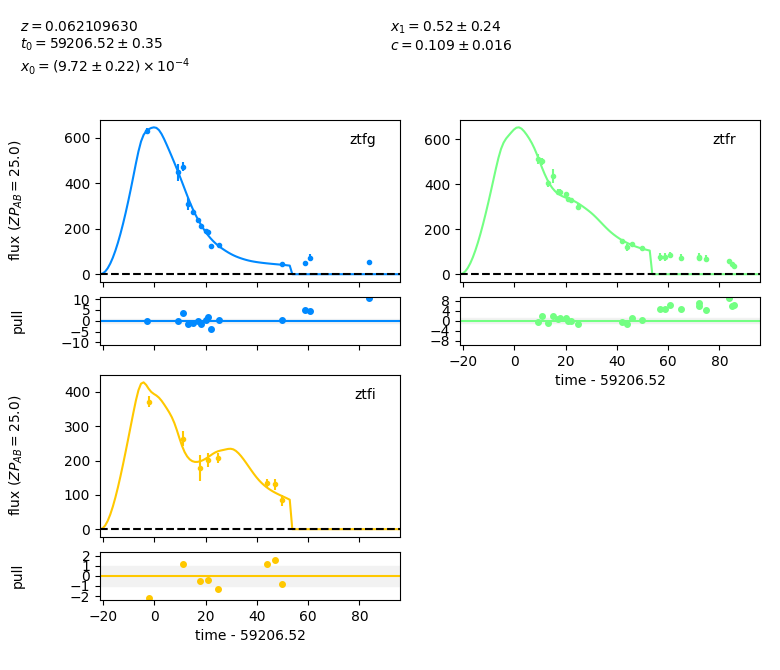 z = 0.062109630
t₀ = 59206.52 ± 0.35
x₀ = (9.72 ± 0.22) × 10⁻⁴
x₁ = 0.52 ± 0.24
c = 0.109 ± 0.016
ztfg
flux (ZP_AB = 25.0)
600
400
200
0
pull
10
5
0
−5
−10
ztfr
600
400
200
0
8
4
0
−4
−8
−20 0 20 40 60 80
time - 59206.52
ztfi
flux (ZP_AB = 25.0)
400
300
200
100
0
pull
2
1
0
−1
−2
−20 0 20 40 60 80
time - 59206.52